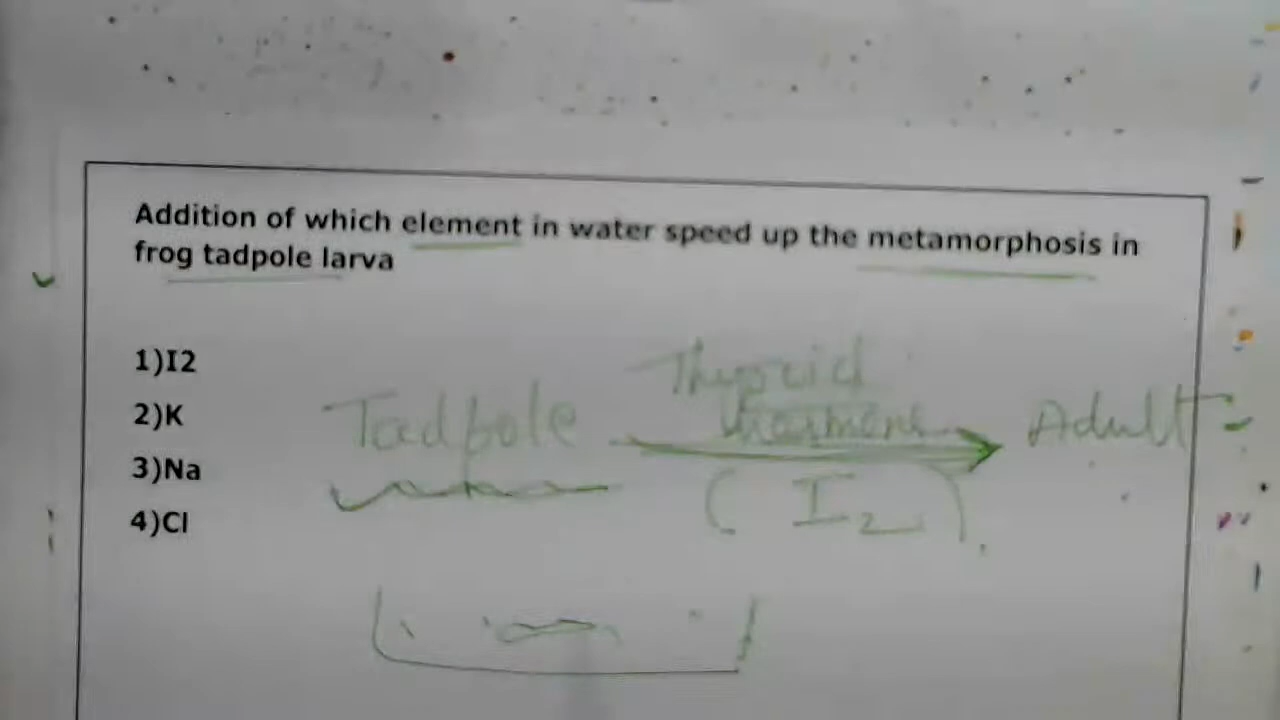 Addition of which element in water speed up the metamorphosis in
frog tadpole larva
1)I2
2)K
3)Na
4)Cl
Tadpole
Thyroid
Adult
( I2 ).